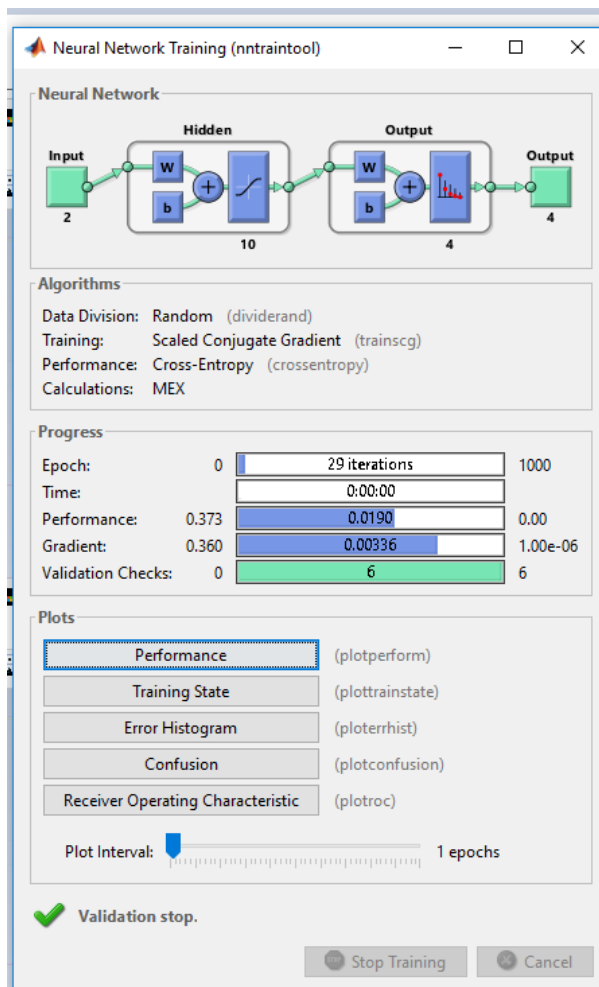 Neural Network Training (nntraintool)
Neural Network
Hidden
Output
Input
Output
W
W
+
+
b
b
2
10
4
4
Algorithms
Data Division: Random (dividerand)
Training: Scaled Conjugate Gradient (trainscg)
Performance: Cross-Entropy (crossentropy)
Calculations: MEX
Progress
Epoch: 0 29 iterations 1000
Time: 0:00:00
Performance: 0.373 0.0190 0.00
Gradient: 0.360 0.00336 1.00e-06
Validation Checks: 0 6 6
Plots
Performance (plotperform)
Training State (plottrainstate)
Error Histogram (ploterrhist)
Confusion (plotconfusion)
Receiver Operating Characteristic (plotroc)
Plot Interval: 1 epochs
Validation stop.
Stop Training Cancel